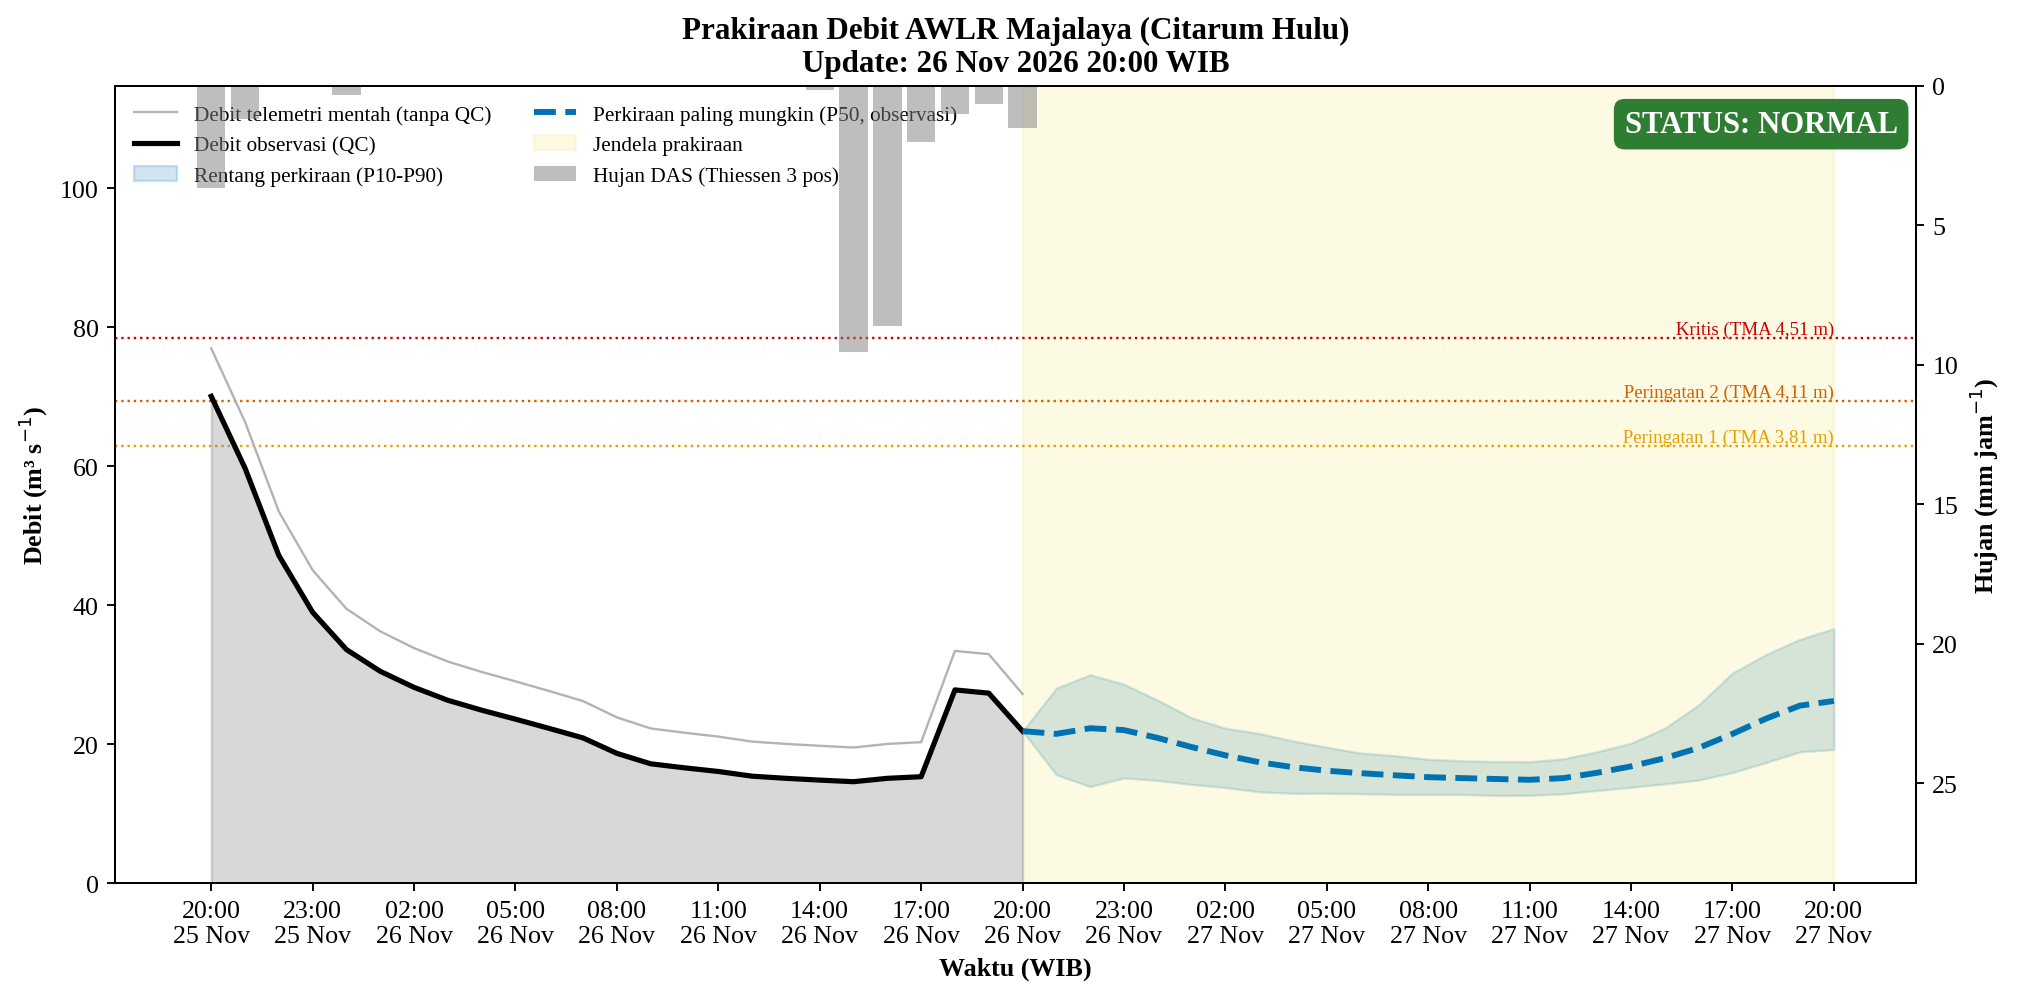 Prakiraan Debit AWLR Majalaya (Citarum Hulu)
Update: 26 Nov 2026 20:00 WIB
Debit telemetri mentah (tanpa QC)
Debit observasi (QC)
Rentang perkiraan (P10-P90)
Perkiraan paling mungkin (P50, observasi)
Jendela prakiraan
Hujan DAS (Thiessen 3 pos)
STATUS: NORMAL
Kritis (TMA 4,51 m)
Peringatan 2 (TMA 4,11 m)
Peringatan 1 (TMA 3,81 m)
Debit (m³ s⁻¹)
100
80
60
40
20
0
Hujan (mm jam⁻¹)
0
5
10
15
20
25
20:00 23:00 02:00 05:00 08:00 11:00 14:00 17:00 20:00 23:00 02:00 05:00 08:00 11:00 14:00 17:00 20:00
25 Nov 25 Nov 26 Nov 26 Nov 26 Nov 26 Nov 26 Nov 26 Nov 26 Nov 26 Nov 27 Nov 27 Nov 27 Nov 27 Nov 27 Nov 27 Nov 27 Nov
Waktu (WIB)